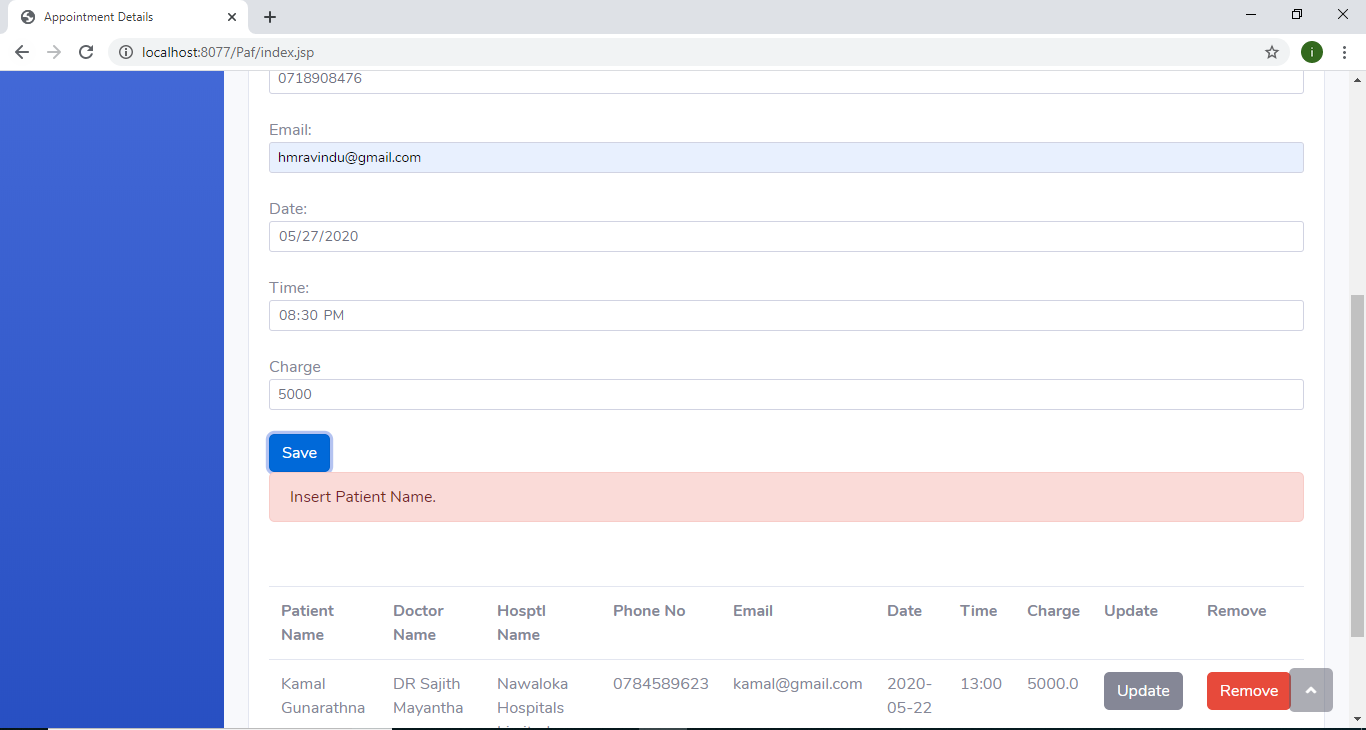 Appointment Details
localhost:8077/Paf/index.jsp
i
0718908476
Email:
hmravindu@gmail.com
Date:
05/27/2020
Time:
08:30 PM
Charge
5000
Save
Insert Patient Name.
Patient Name Doctor Name Hosptl Name Phone No Email Date Time Charge Update Remove
Kamal Gunarathna DR Sajith Mayantha Nawaloka Hospitals 0784589623 kamal@gmail.com 2020-05-22 13:00 5000.0 Update Remove